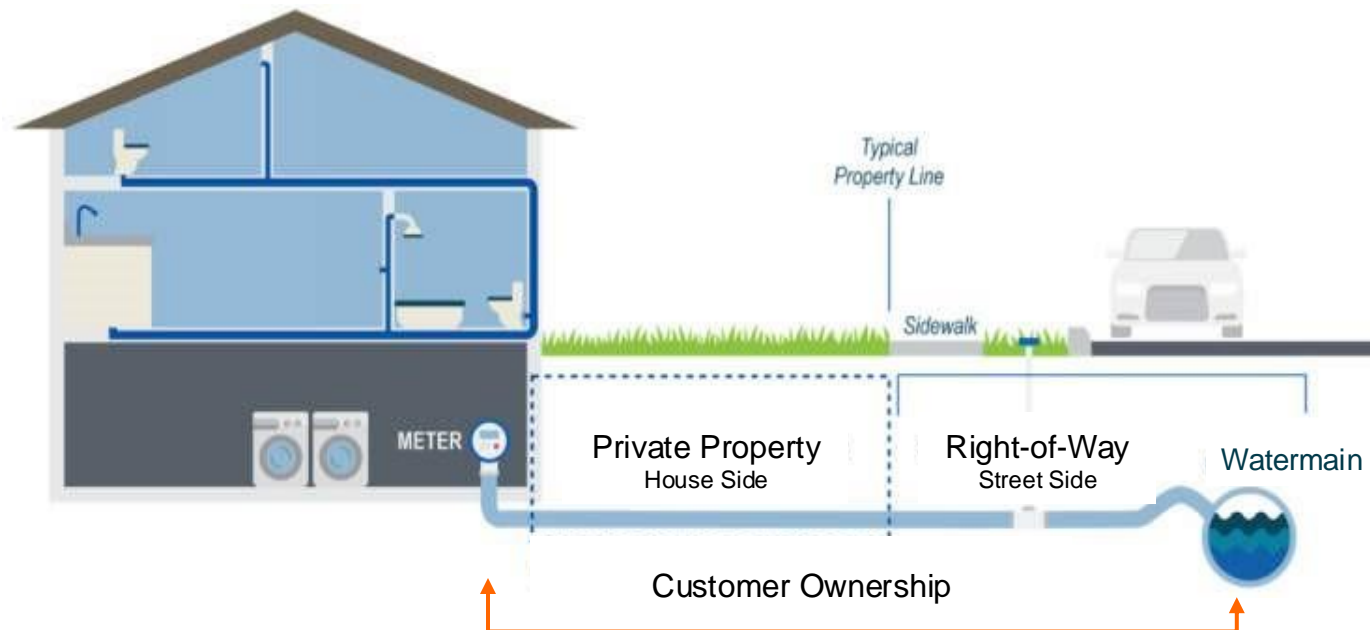 Typical
Property Line
Sidewalk
METER
Private Property
House Side
Right-of-Way
Street Side
Watermain
Customer Ownership